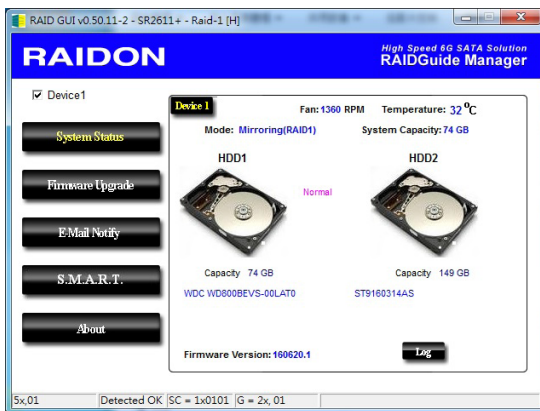 RAID GUI v0.50.11-2 - SR2611+ - Raid-1 [H]
RAIDON
High Speed 6G SATA Solution
RAIDGuide Manager
Device1
System Status
Firmware Upgrade
E-Mail Notify
S.M.A.R.T.
About
Device 1
Fan: 1360 RPM Temperature: 32 °C
Mode: Mirroring(RAID1) System Capacity: 74 GB
HDD1 HDD2
Normal
Capacity 74 GB Capacity 149 GB
WDC WD800BEVS-00LAT0 ST9160314AS
Firmware Version: 160620.1
Log
5x,01 Detected OK SC = 1x0101 G = 2x, 01